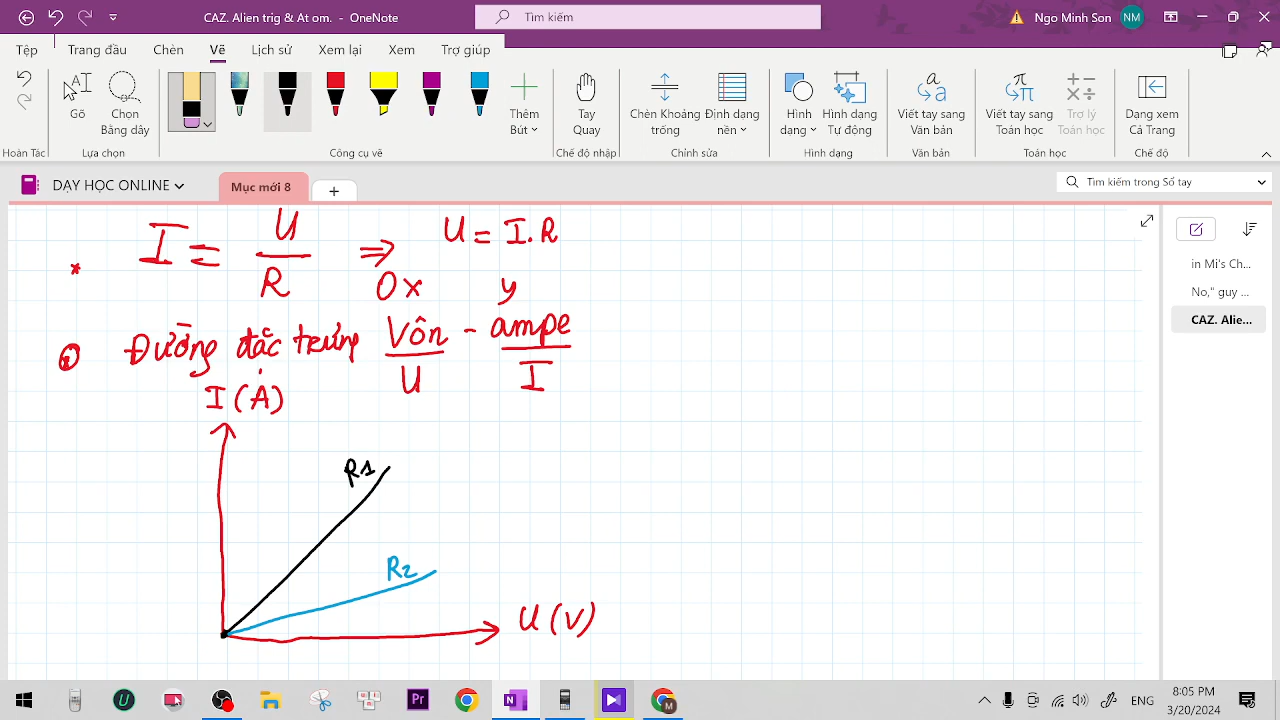 CAZ. Alien, At atom. - OneNote
Tìm kiếm
Ngo Minh Son NM
Tệp Trang đầu Chèn Vẽ Lịch sử Xem lại Xem Trợ giúp
Gõ
Chọn Bằng dây
Thêm Bút
Tay Quay
Chèn Khoảng trống
Định dạng nền
Hình dạng
Hình dạng Tự động
Viết tay sang Văn bản
Viết tay sang Toán học
Trợ lý Toán học
Dạng xem Cả Trang
Hoàn Tác Lựa chọn Công cụ vẽ Chế độ nhập Chỉnh sửa Hình dạng Văn bản Toán học Chế độ
DẠY HỌC ONLINE Mục mới 8 +
Tìm kiếm trong Sổ tay
in Mi's Ch...
No," guy ...
CAZ. Alie...
* I = U/R ⇒ U = I.R
Ox y
Đường đặc trưng Vôn - ampe
U I
I (A)
R1
R2
U (V)
ENG
8:05 PM
3/20/2024